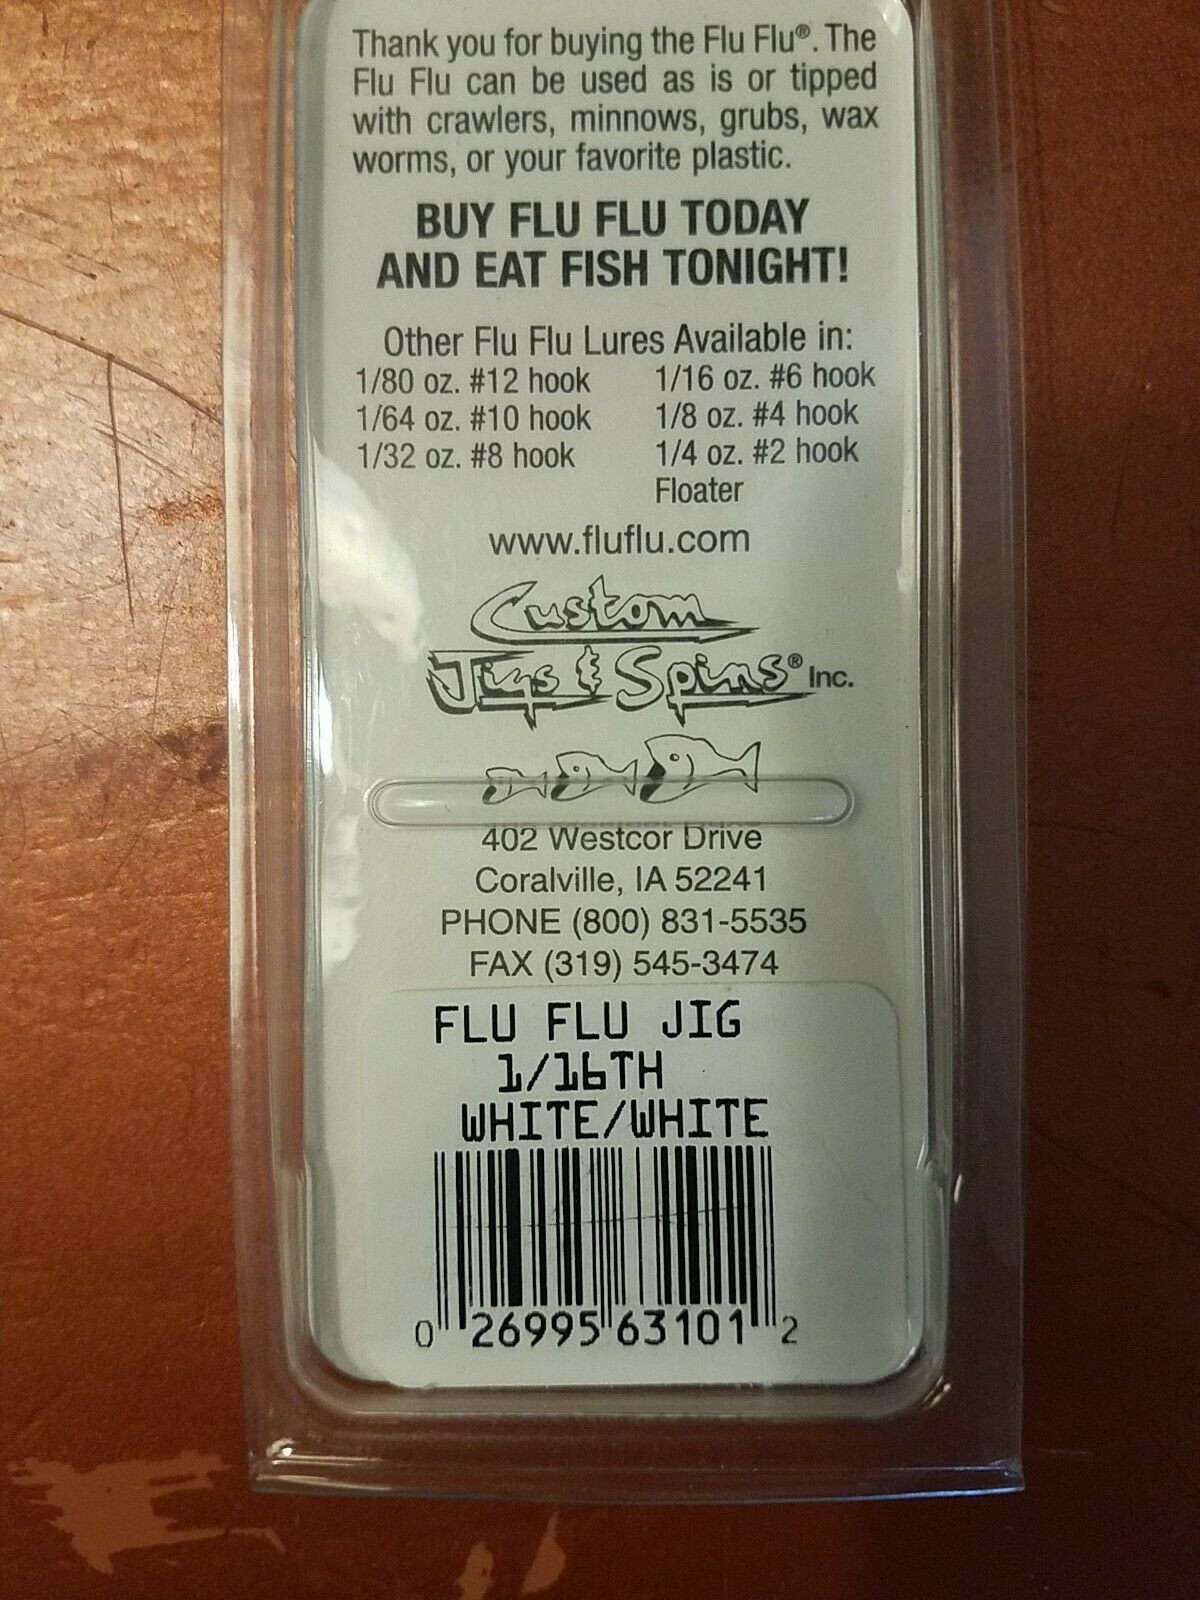 Thank you for buying the Flu Flu®. The
Flu Flu can be used as is or tipped
with crawlers, minnows, grubs, wax
worms, or your favorite plastic.
BUY FLU FLU TODAY
AND EAT FISH TONIGHT!
Other Flu Flu Lures Available in:
1/80 oz. #12 hook 1/16 oz. #6 hook
1/64 oz. #10 hook 1/8 oz. #4 hook
1/32 oz. #8 hook 1/4 oz. #2 hook
Floater
www.fluflu.com
Custom
Jigs & Spins® Inc.
402 Westcor Drive
Coralville, IA 52241
PHONE (800) 831-5535
FAX (319) 545-3474
FLU FLU JIG
1/16TH
WHITE/WHITE
0 26995 63101 2